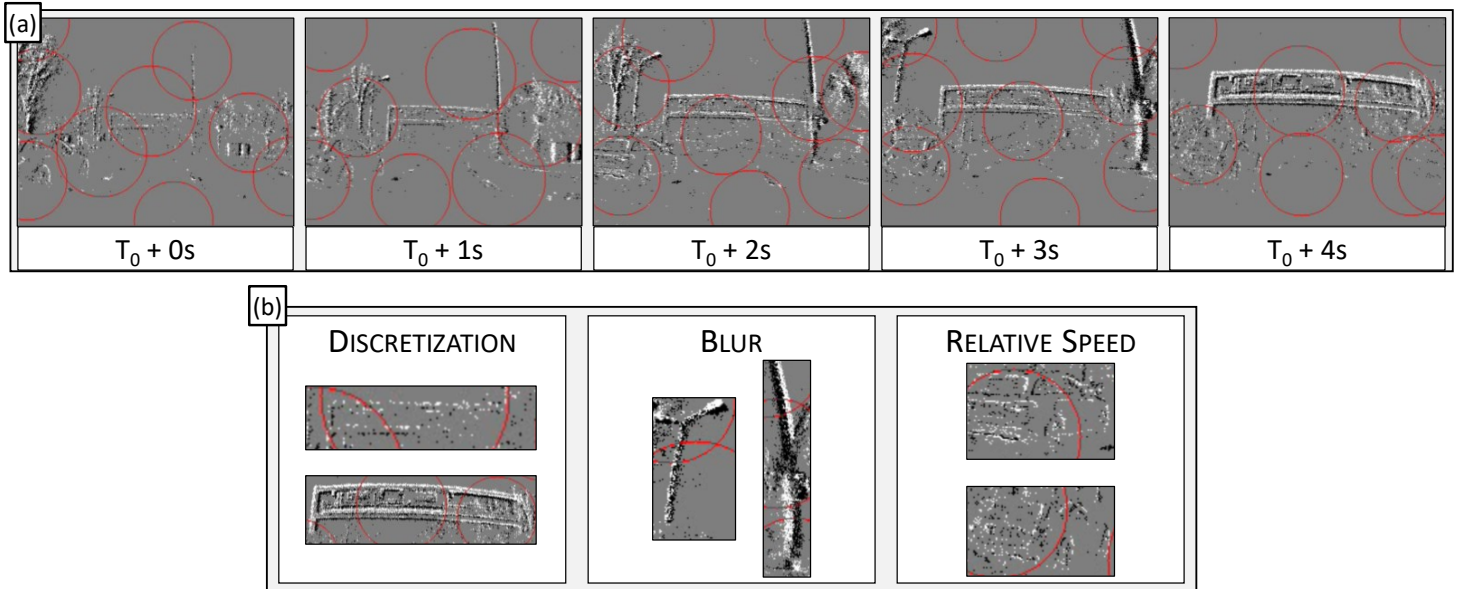 (a)
T₀ + 0s
T₀ + 1s
T₀ + 2s
T₀ + 3s
T₀ + 4s
(b)
DISCRETIZATION
BLUR
RELATIVE SPEED